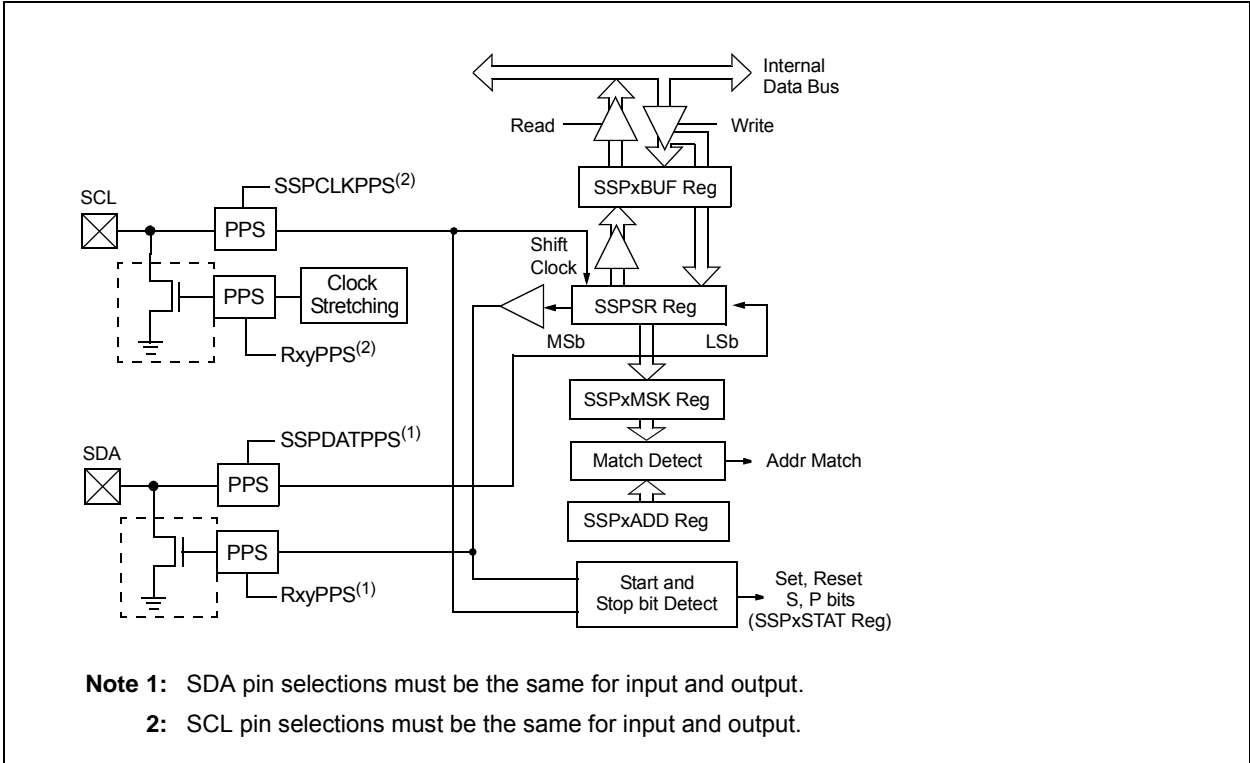 Internal
Data Bus
Read
Write
SSPxBUF Reg
SSPCLKPPS(2)
SCL
PPS
Shift
Clock
PPS
Clock
Stretching
SSPSR Reg
MSb
LSb
RxyPPS(2)
SSPxMSK Reg
SSPDATPPS(1)
SDA
PPS
Match Detect
Addr Match
SSPxADD Reg
PPS
RxyPPS(1)
Start and
Stop bit Detect
Set, Reset
S, P bits
(SSPxSTAT Reg)
Note 1: SDA pin selections must be the same for input and output.
2: SCL pin selections must be the same for input and output.